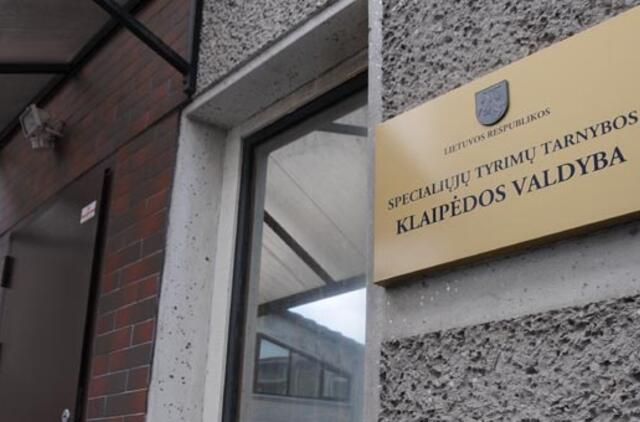 LIETUVOS RESPUBLIKOS
SPECIALIŲJŲ TYRIMŲ TARNYBOS
KLAIPĖDOS VALDYBA